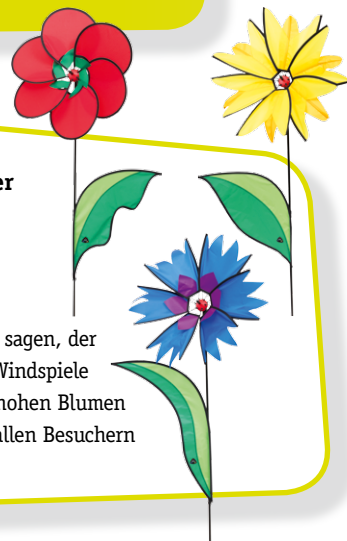 er
sagen, der
Windspiele
hohen Blumen
allen Besuchern